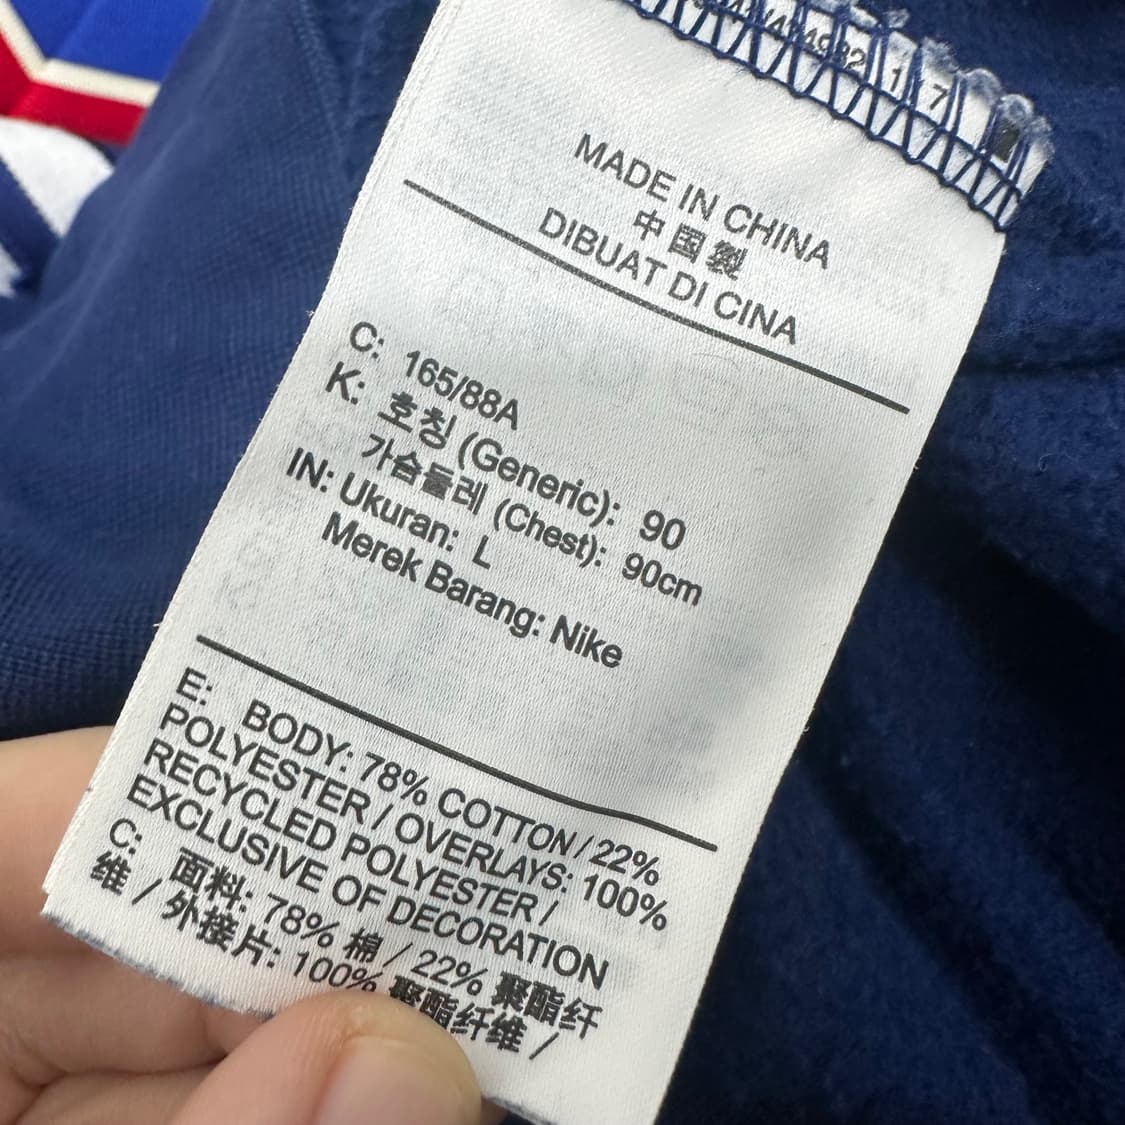 MADE IN CHINA
中国製
DIBUAT DI CINA
C: 165/88A
K: 호칭 (Generic): 90
가슴둘레 (Chest): 90cm
IN: Ukuran: L
Merek Barang: Nike
E: BODY: 78% COTTON / 22%
POLYESTER / OVERLAYS: 100%
RECYCLED POLYESTER /
EXCLUSIVE OF DECORATION
C: 面料: 78% 棉 / 22% 聚酯纤
维 / 外接片: 100% 聚酯纤维 /